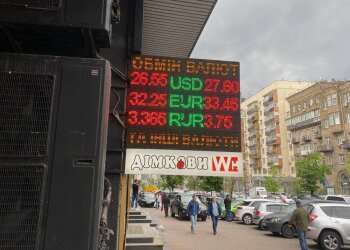 ОБМІН ВАЛЮТ
26.55 USD 27.60
32.25 EUR 33.45
3.365 RUR 3.75
ТА ІНШІ ВАЛЮТА
ДІМКОВИ